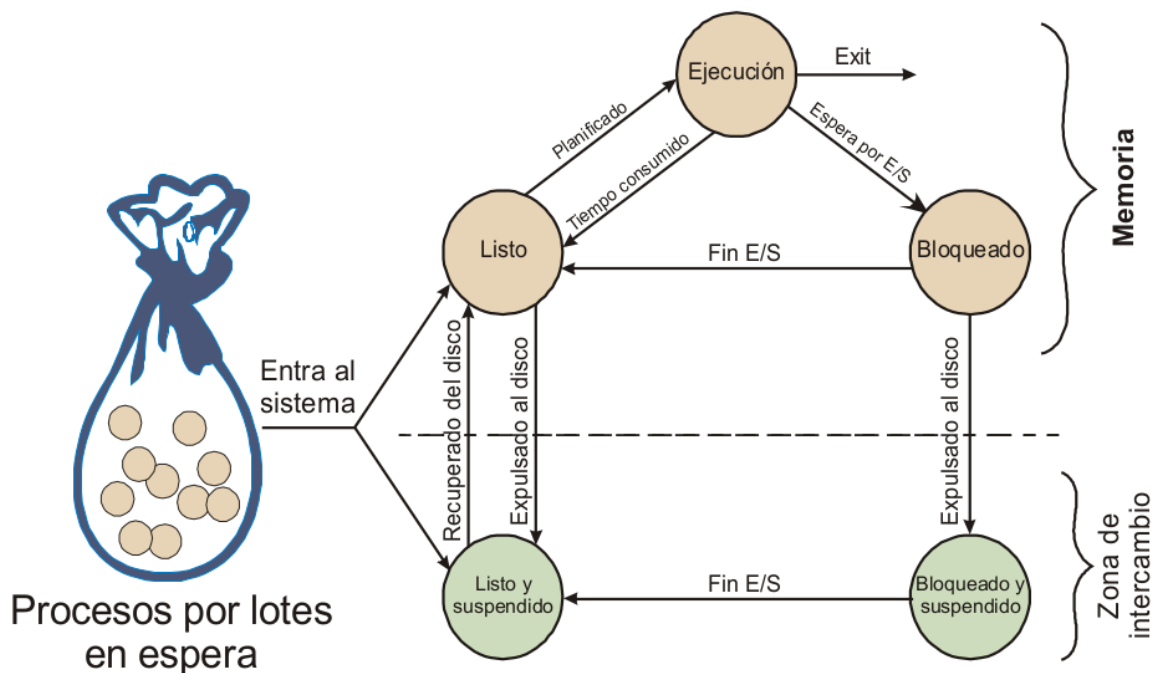 Ejecución
Exit
Planificado
Tiempo consumido
Espera por E/S
Memoria
Listo
Fin E/S
Bloqueado
Entra al
sistema
Recuperado del disco
Expulsado al disco
Expulsado al disco
Listo y
suspendido
Fin E/S
Bloqueado y
suspendido
Zona de
intercambio
Procesos por lotes
en espera